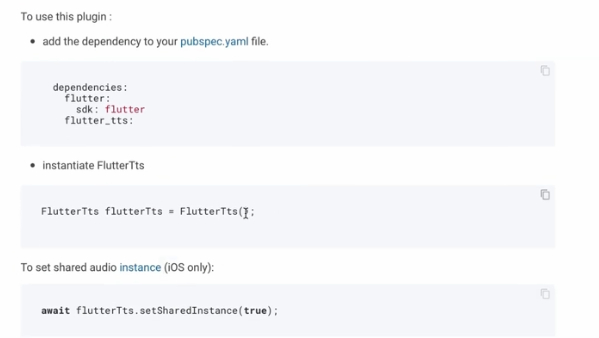 To use this plugin :
• add the dependency to your pubspec.yaml file.
dependencies:
  flutter:
    sdk: flutter
  flutter_tts:
• instantiate FlutterTts
FlutterTts flutterTts = FlutterTts();
To set shared audio instance (iOS only):
await flutterTts.setSharedInstance(true);